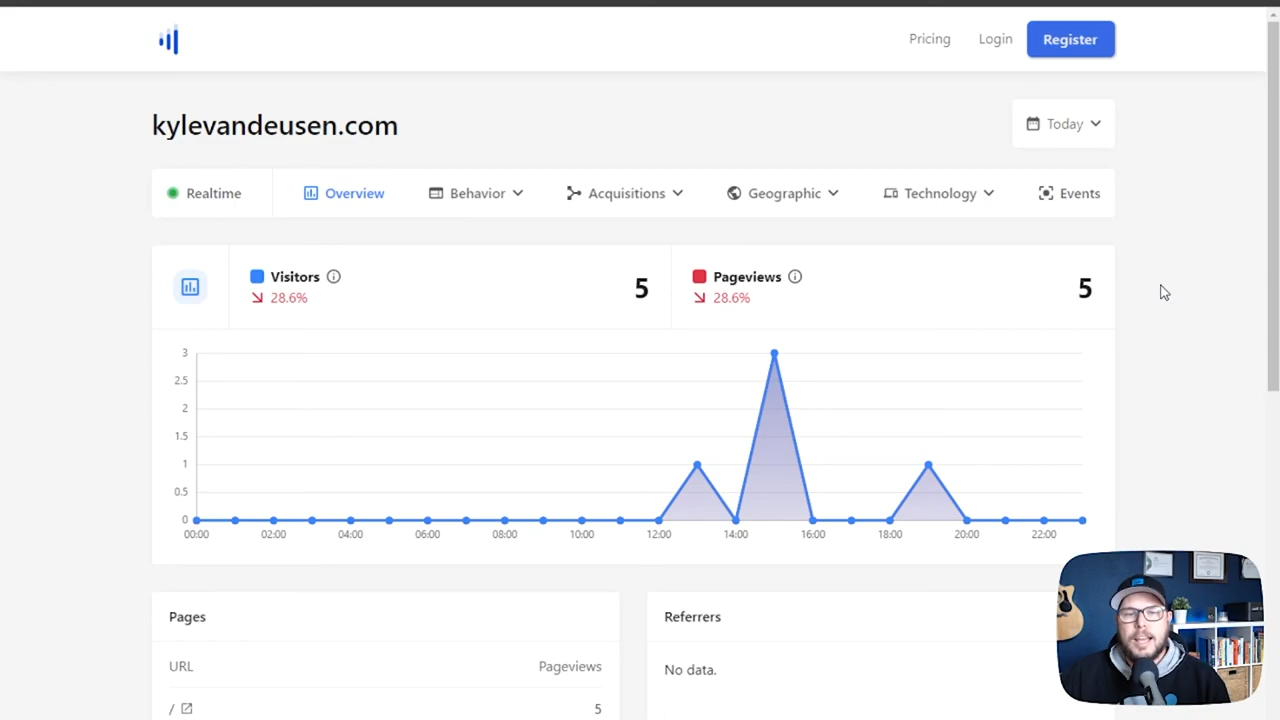 Pricing
Login
Register
kylevandeusen.com
Today
Realtime
Overview
Behavior
Acquisitions
Geographic
Technology
Events
Visitors
28.6%
5
Pageviews
28.6%
5
3
2.5
2
1.5
1
0.5
0
00:00 02:00 04:00 06:00 08:00 10:00 12:00 14:00 16:00 18:00 20:00 22:00
Pages
URL Pageviews
/ 5
Referrers
No data.